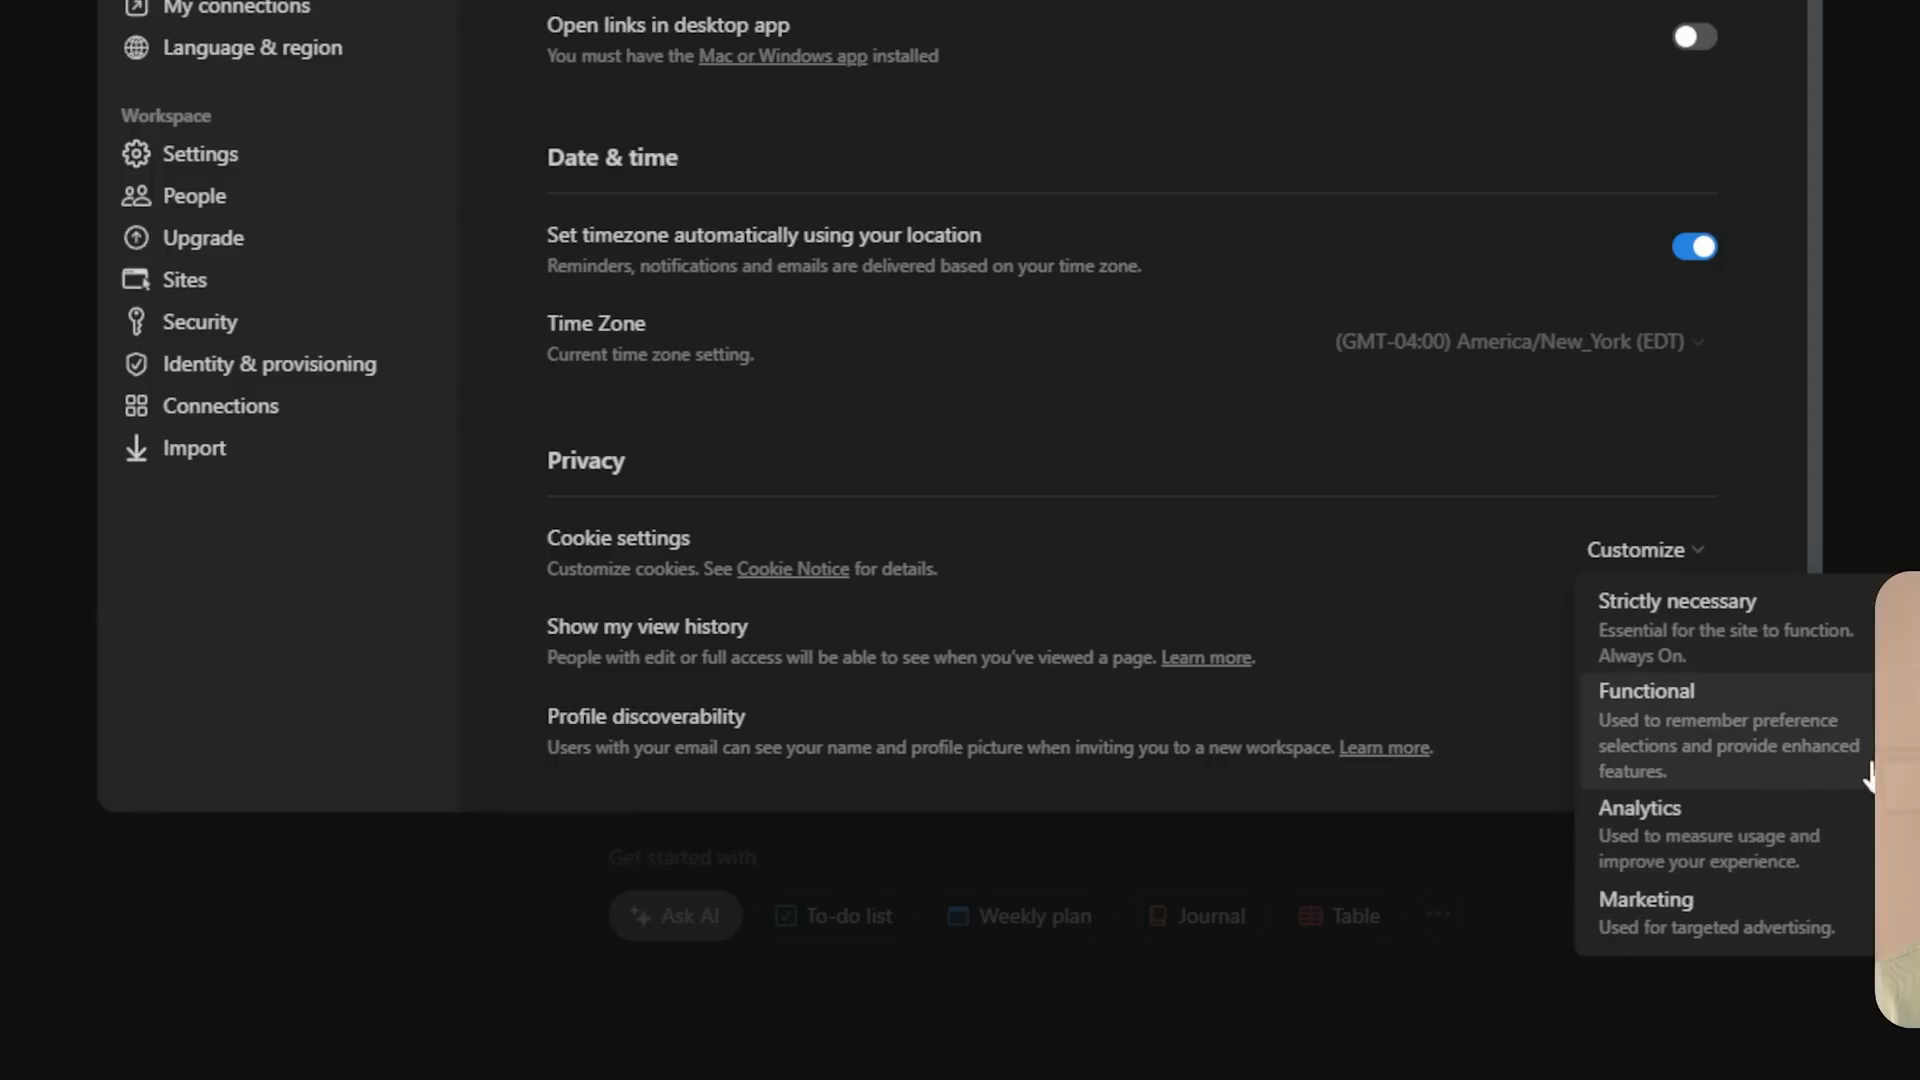 My connections
Language & region
Workspace
Settings
People
Upgrade
Sites
Security
Identity & provisioning
Connections
Import
Open links in desktop app
You must have the Mac or Windows app installed
Date & time
Set timezone automatically using your location
Reminders, notifications and emails are delivered based on your time zone.
Time Zone
Current time zone setting.
(GMT-04:00) America/New_York (EDT)
Privacy
Cookie settings
Customize cookies. See Cookie Notice for details.
Customize
Show my view history
People with edit or full access will be able to see when you've viewed a page. Learn more.
Profile discoverability
Users with your email can see your name and profile picture when inviting you to a new workspace. Learn more.
Strictly necessary
Essential for the site to function.
Always On.
Functional
Used to remember preference
selections and provide enhanced
features.
Analytics
Used to measure usage and
improve your experience.
Marketing
Used for targeted advertising.
Get started with
Ask AI
To-do list
Weekly plan
Journal
Table